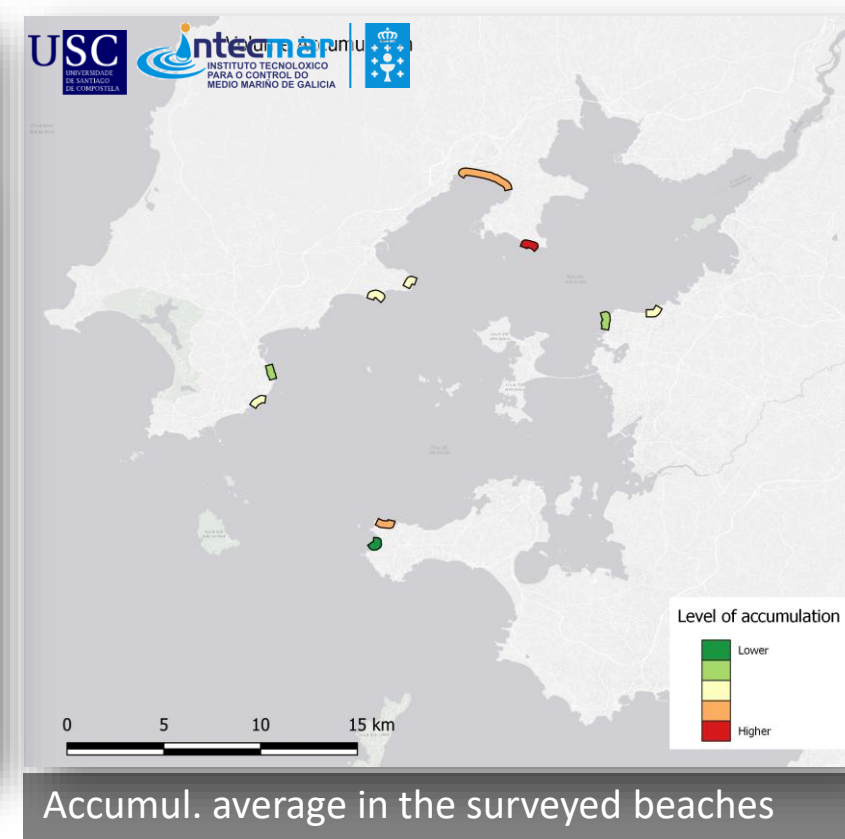 USC
UNIVERSIDADE
DE SANTIAGO
DE COMPOSTELA
intecmar
INSTITUTO TECNOLOXICO
PARA O CONTROL DO
MEDIO MARIÑO DE GALICIA
Level of accumulation
Lower
Higher
0 5 10 15 km
Accumul. average in the surveyed beaches